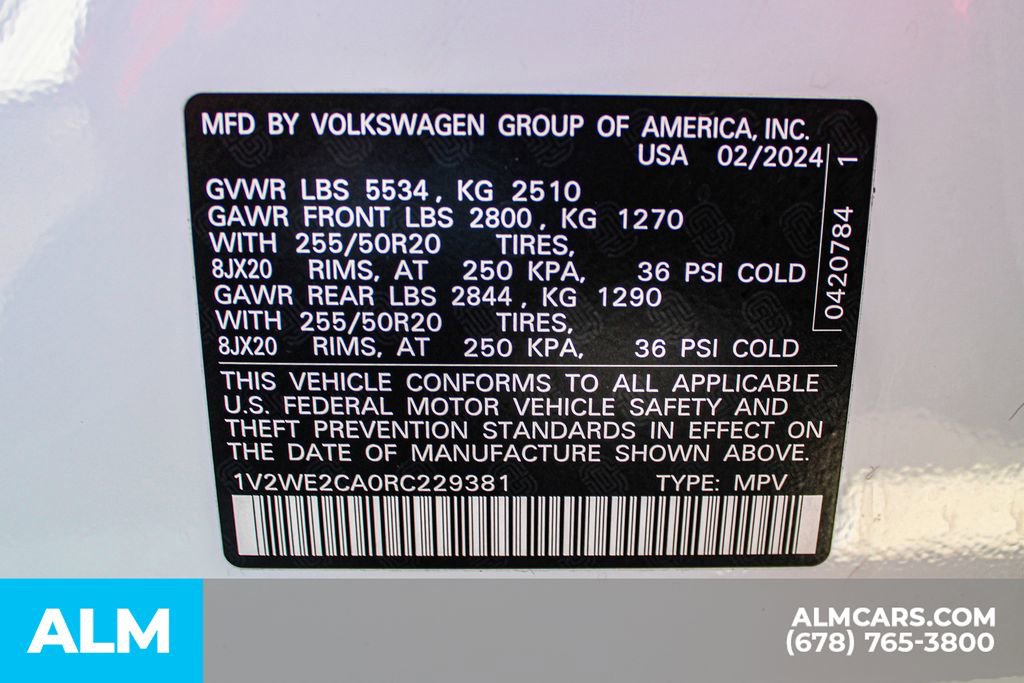 MFD BY VOLKSWAGEN GROUP OF AMERICA, INC.
USA 02/2024
GVWR LBS 5534, KG 2510
GAWR FRONT LBS 2800, KG 1270
WITH 255/50R20 TIRES,
8JX20 RIMS, AT 250 KPA, 36 PSI COLD
GAWR REAR LBS 2844, KG 1290
WITH 255/50R20 TIRES,
8JX20 RIMS, AT 250 KPA, 36 PSI COLD
0420784 1
THIS VEHICLE CONFORMS TO ALL APPLICABLE
U.S. FEDERAL MOTOR VEHICLE SAFETY AND
THEFT PREVENTION STANDARDS IN EFFECT ON
THE DATE OF MANUFACTURE SHOWN ABOVE.
1V2WE2CA0RC229381 TYPE: MPV
ALM
ALMCARS.COM
(678) 765-3800